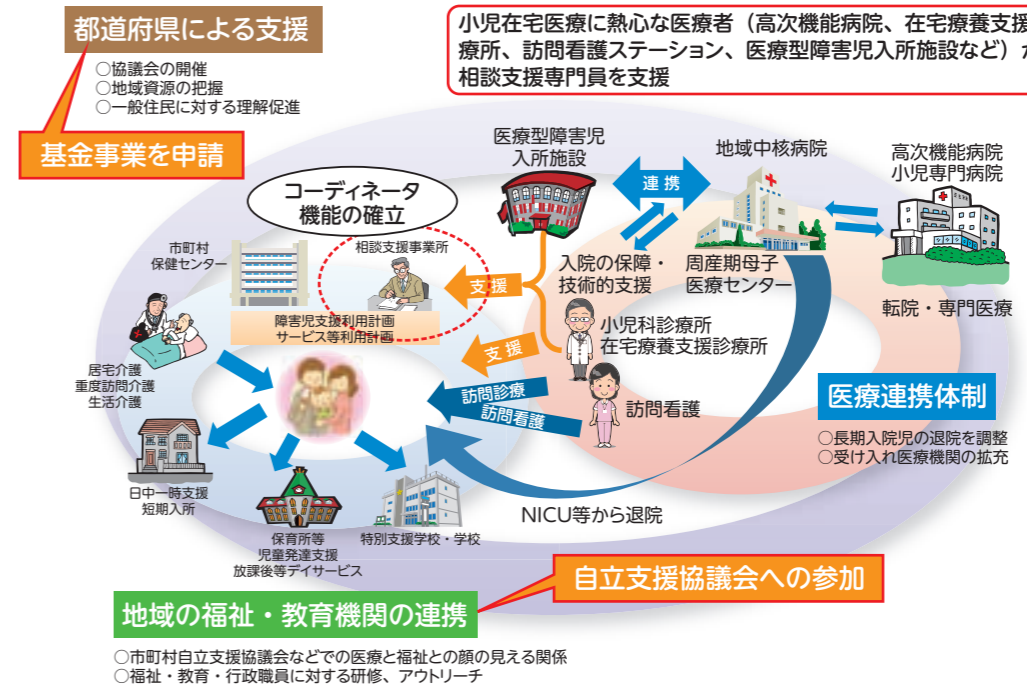 都道府県による支援
○協議会の開催
○地域資源の把握
○一般住民に対する理解促進
基金事業を申請
小児在宅医療に熱心な医療者（高次機能病院、在宅療養支援
療所、訪問看護ステーション、医療型障害児入所施設など）が
相談支援専門員を支援
医療型障害児
入所施設
連携
地域中核病院
高次機能病院
小児専門病院
コーディネータ
機能の確立
市町村
保健センター
相談支援事業所
支援
入院の保障・
技術的支援
周産期母子
医療センター
転院・専門医療
障害児支援利用計画
サービス等利用計画
小児科診療所
在宅療養支援診療所
支援
居宅介護
重度訪問介護
生活介護
訪問診療
訪問看護
訪問看護
医療連携体制
○長期入院児の退院を調整
○受け入れ医療機関の拡充
日中一時支援
短期入所
保育所等
児童発達支援
放課後等デイサービス
特別支援学校・学校
NICU等から退院
自立支援協議会への参加
地域の福祉・教育機関の連携
○市町村自立支援協議会などでの医療と福祉との顔の見える関係
○福祉・教育・行政職員に対する研修、アウトリーチ